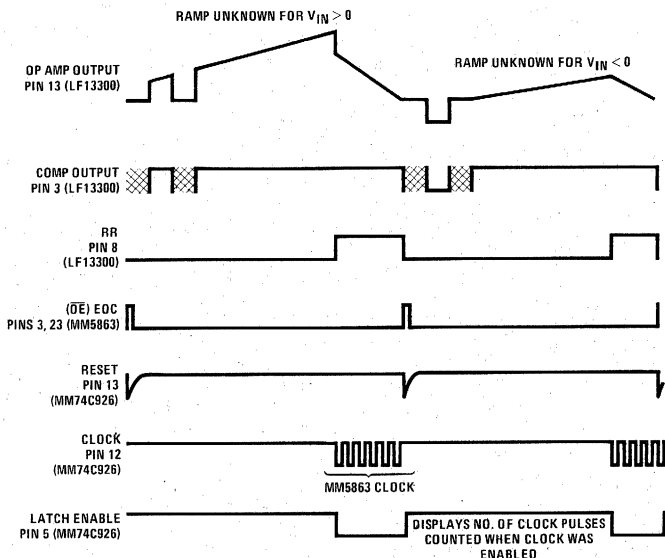 RAMP UNKNOWN FOR VIN > 0
OP AMP OUTPUT
PIN 13 (LF13300)
RAMP UNKNOWN FOR VIN < 0
COMP OUTPUT
PIN 3 (LF13300)
RR
PIN 8
(LF13300)
(OE) EOC
PINS 3, 23 (MM5863)
RESET
PIN 13
(MM74C926)
CLOCK
PIN 12
(MM74C926)
MM5863 CLOCK
LATCH ENABLE
PIN 5 (MM74C926)
DISPLAYS NO. OF CLOCK PULSES
COUNTED WHEN CLOCK WAS
ENABLED